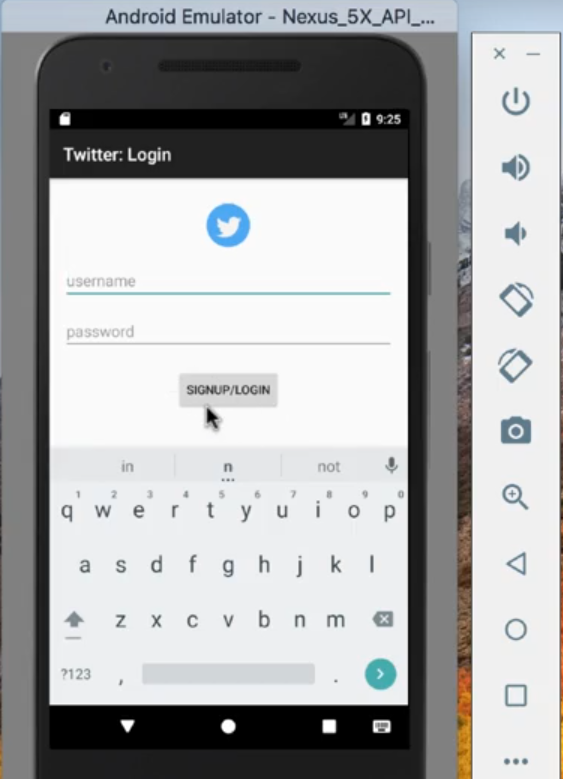 Android Emulator - Nexus_5X_API_...
9:25
Twitter: Login
username
password
SIGNUP/LOGIN
in n not
1 2 3 4 5 6 7 8 9 0
q w e r t y u i o p
a s d f g h j k l
z x c v b n m
?123 , .